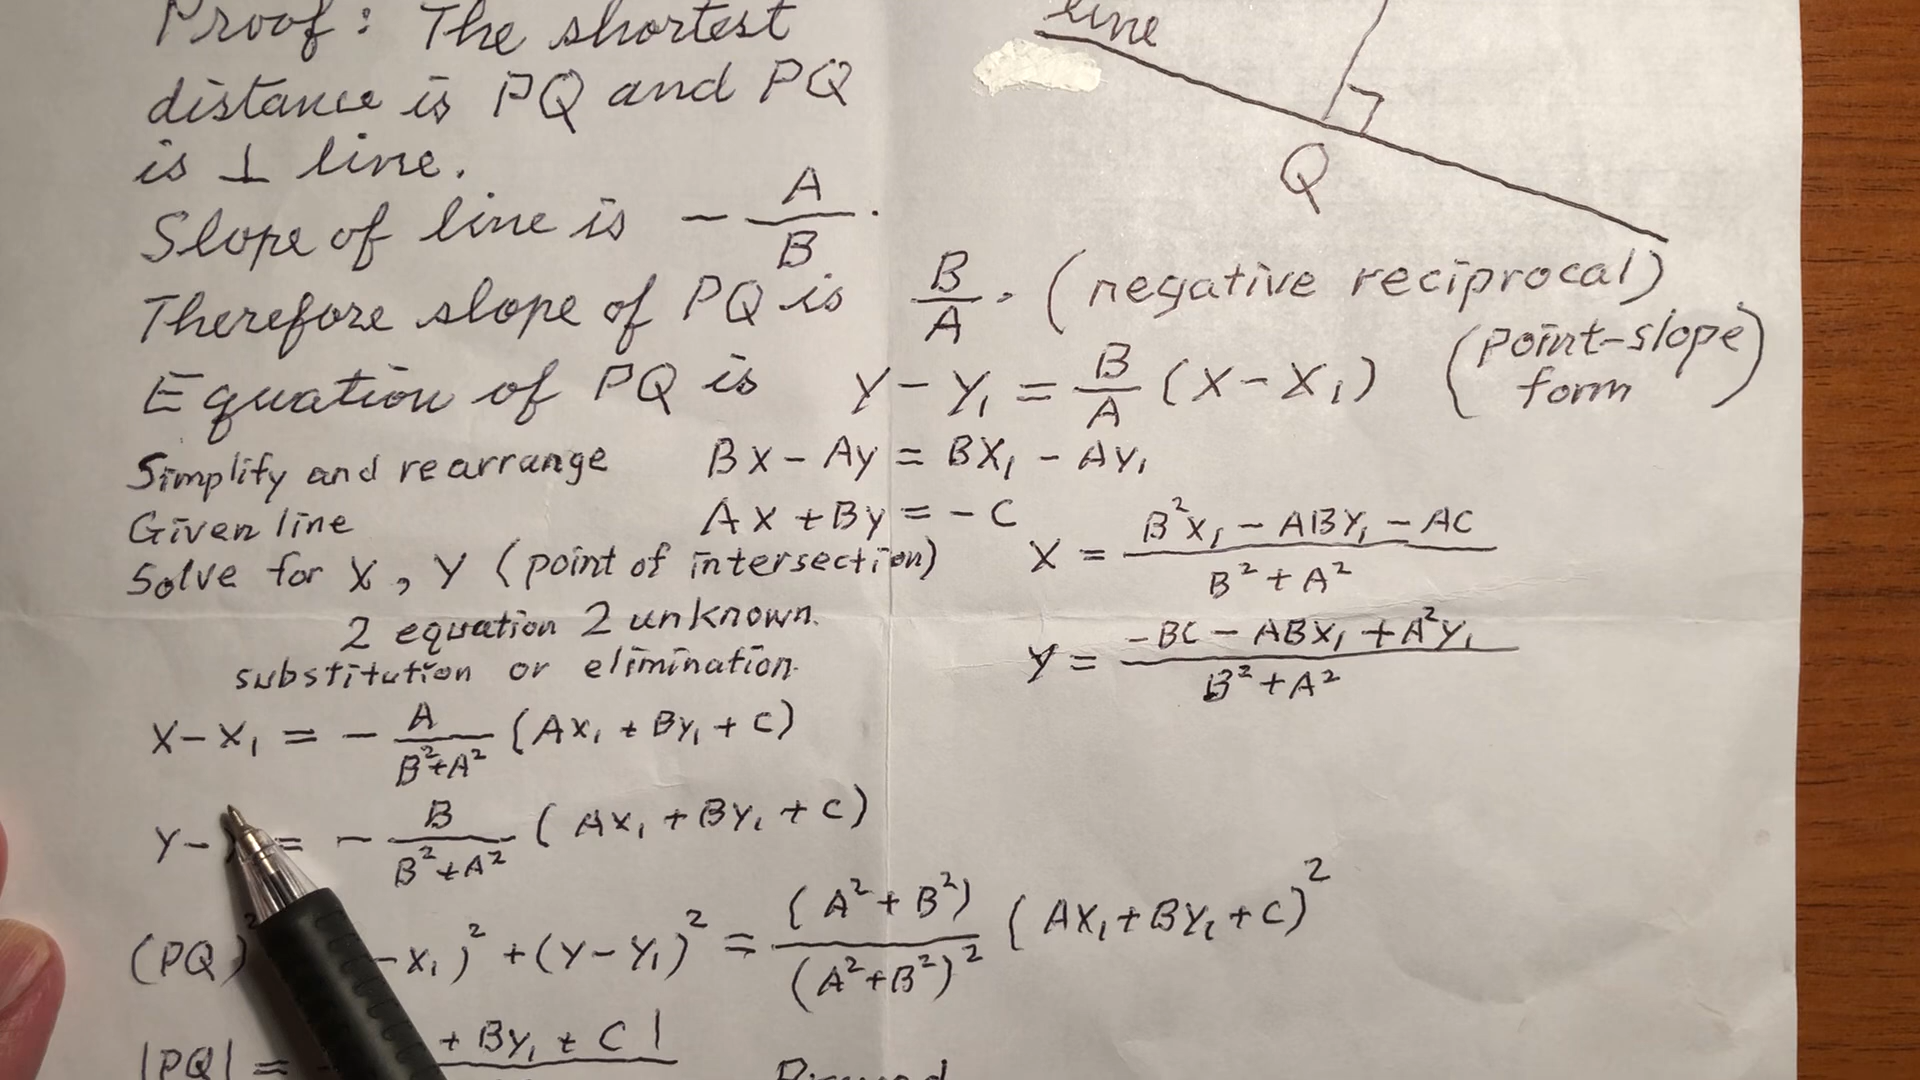 Proof: The shortest
distance is PQ and PQ
is ⊥ line.
line
Q
Slope of line is - A/B.
Therefore slope of PQ is B/A. (negative reciprocal)
Equation of PQ is Y - Y₁ = B/A (X - X₁) (point-slope form)
Simplify and rearrange BX - AY = BX₁ - AY₁
Given line AX + BY = - C
Solve for X, Y (point of intersection)
2 equation 2 unknown.
substitution or elimination.
X = (B²X₁ - ABY₁ - AC)/(B² + A²)
Y = (-BC - ABX₁ + A²Y₁)/(B² + A²)
X - X₁ = - A/(B²+A²) (AX₁ + BY₁ + C)
Y - = - B/(B²+A²) (AX₁ + BY₁ + C)
(PQ)² - X₁)² + (Y - Y₁)² = (A² + B²)/(A² + B²)² (AX₁ + BY₁ + C)²
|PQ| = + BY₁ + C|